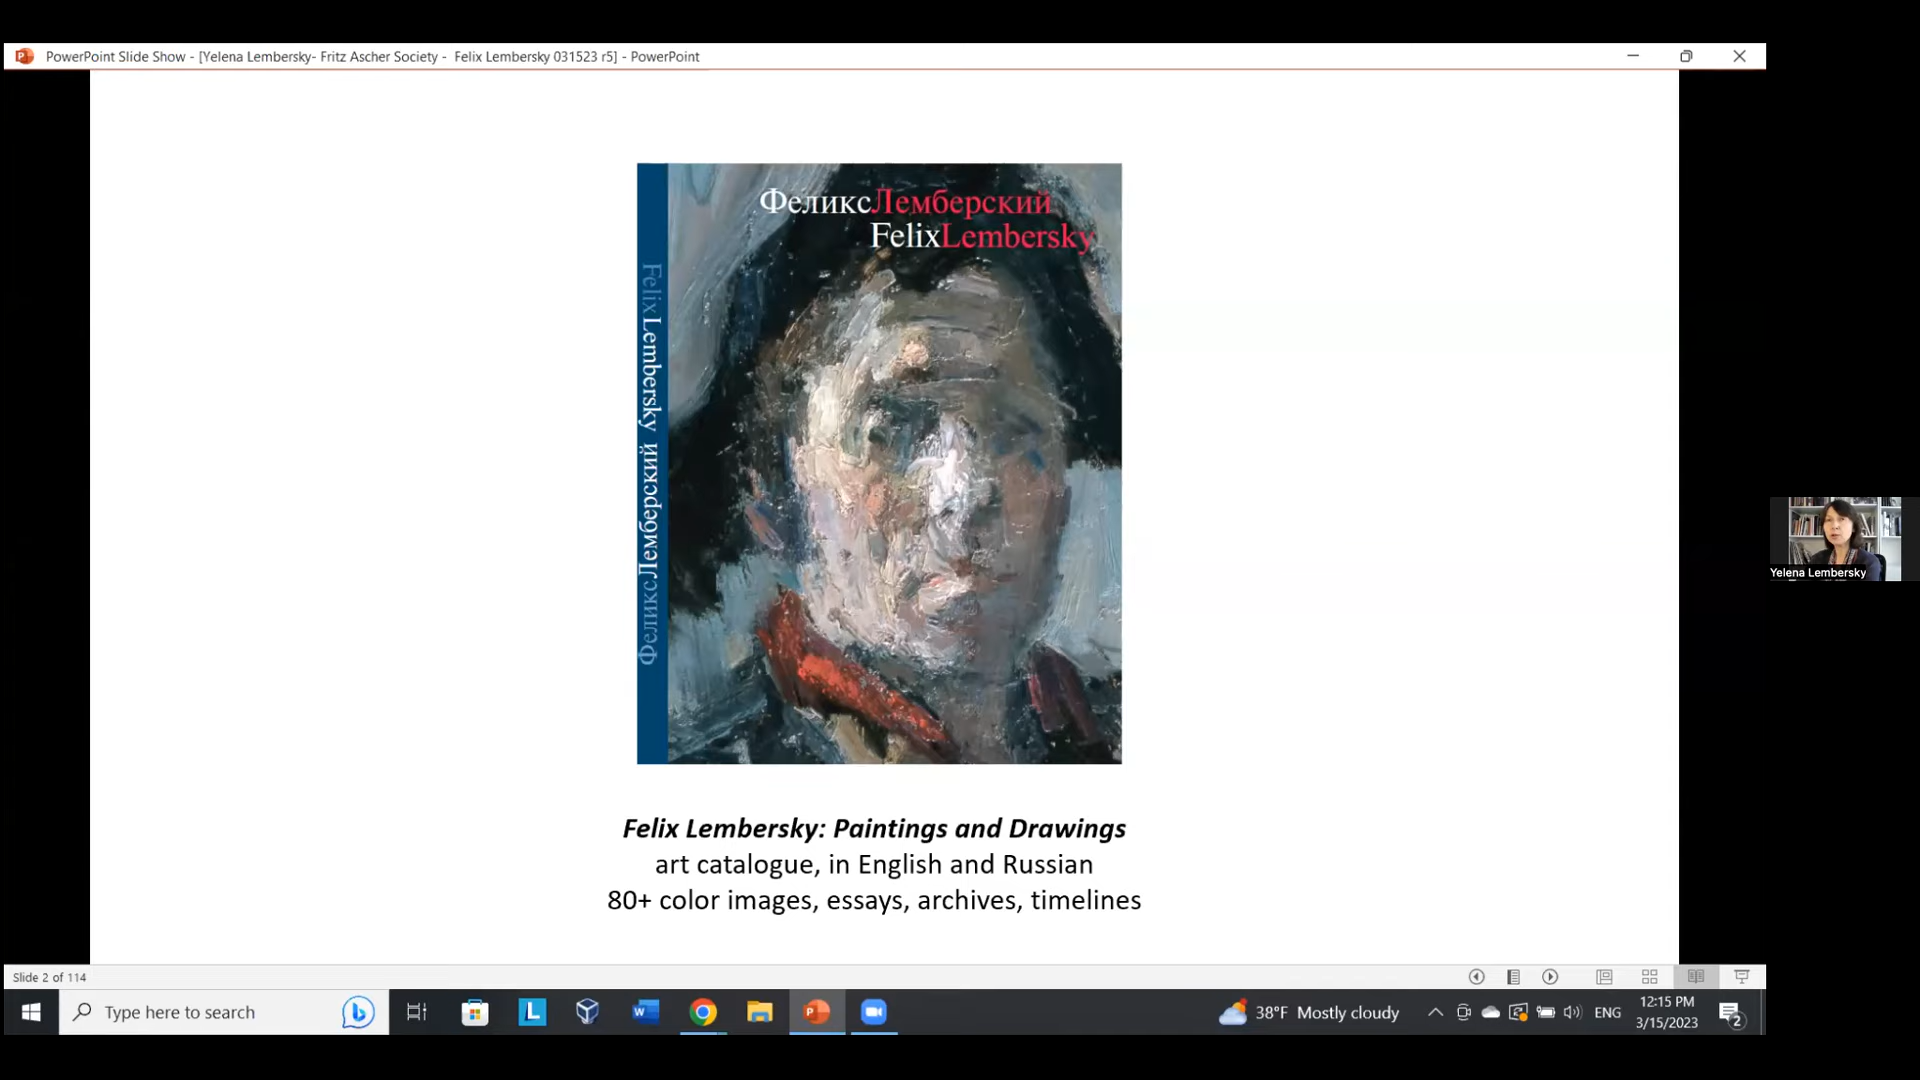 PowerPoint Slide Show - [Yelena Lembersky- Fritz Ascher Society - Felix Lembersky 031523 r5] - PowerPoint
ФеликсЛемберский
FelixLembersky
FelixLembersky ФеликсЛемберский
Felix Lembersky: Paintings and Drawings
art catalogue, in English and Russian
80+ color images, essays, archives, timelines
Yelena Lembersky
Slide 2 of 114
Type here to search
38°F Mostly cloudy
ENG
12:15 PM
3/15/2023
2